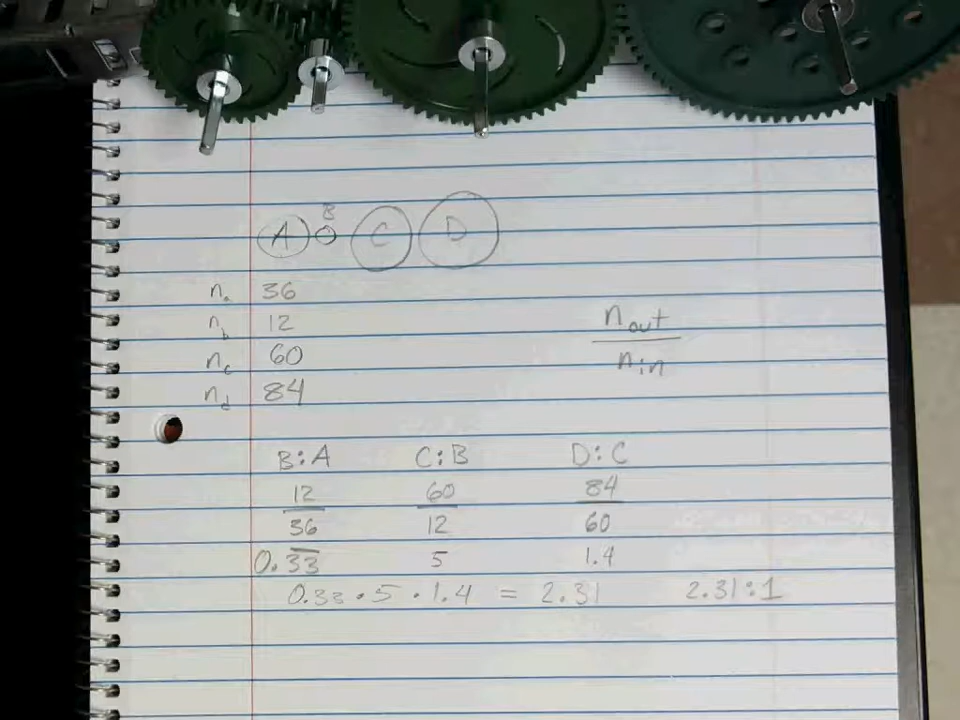 B
A C D
nₐ 36
n_b 12
n_c 60
n_d 84
n_out
n_in
B:A C:B D:C
12 60 84
36 12 60
0.33 5 1.4
0.33 • 5 • 1.4 = 2.31 2.31:1